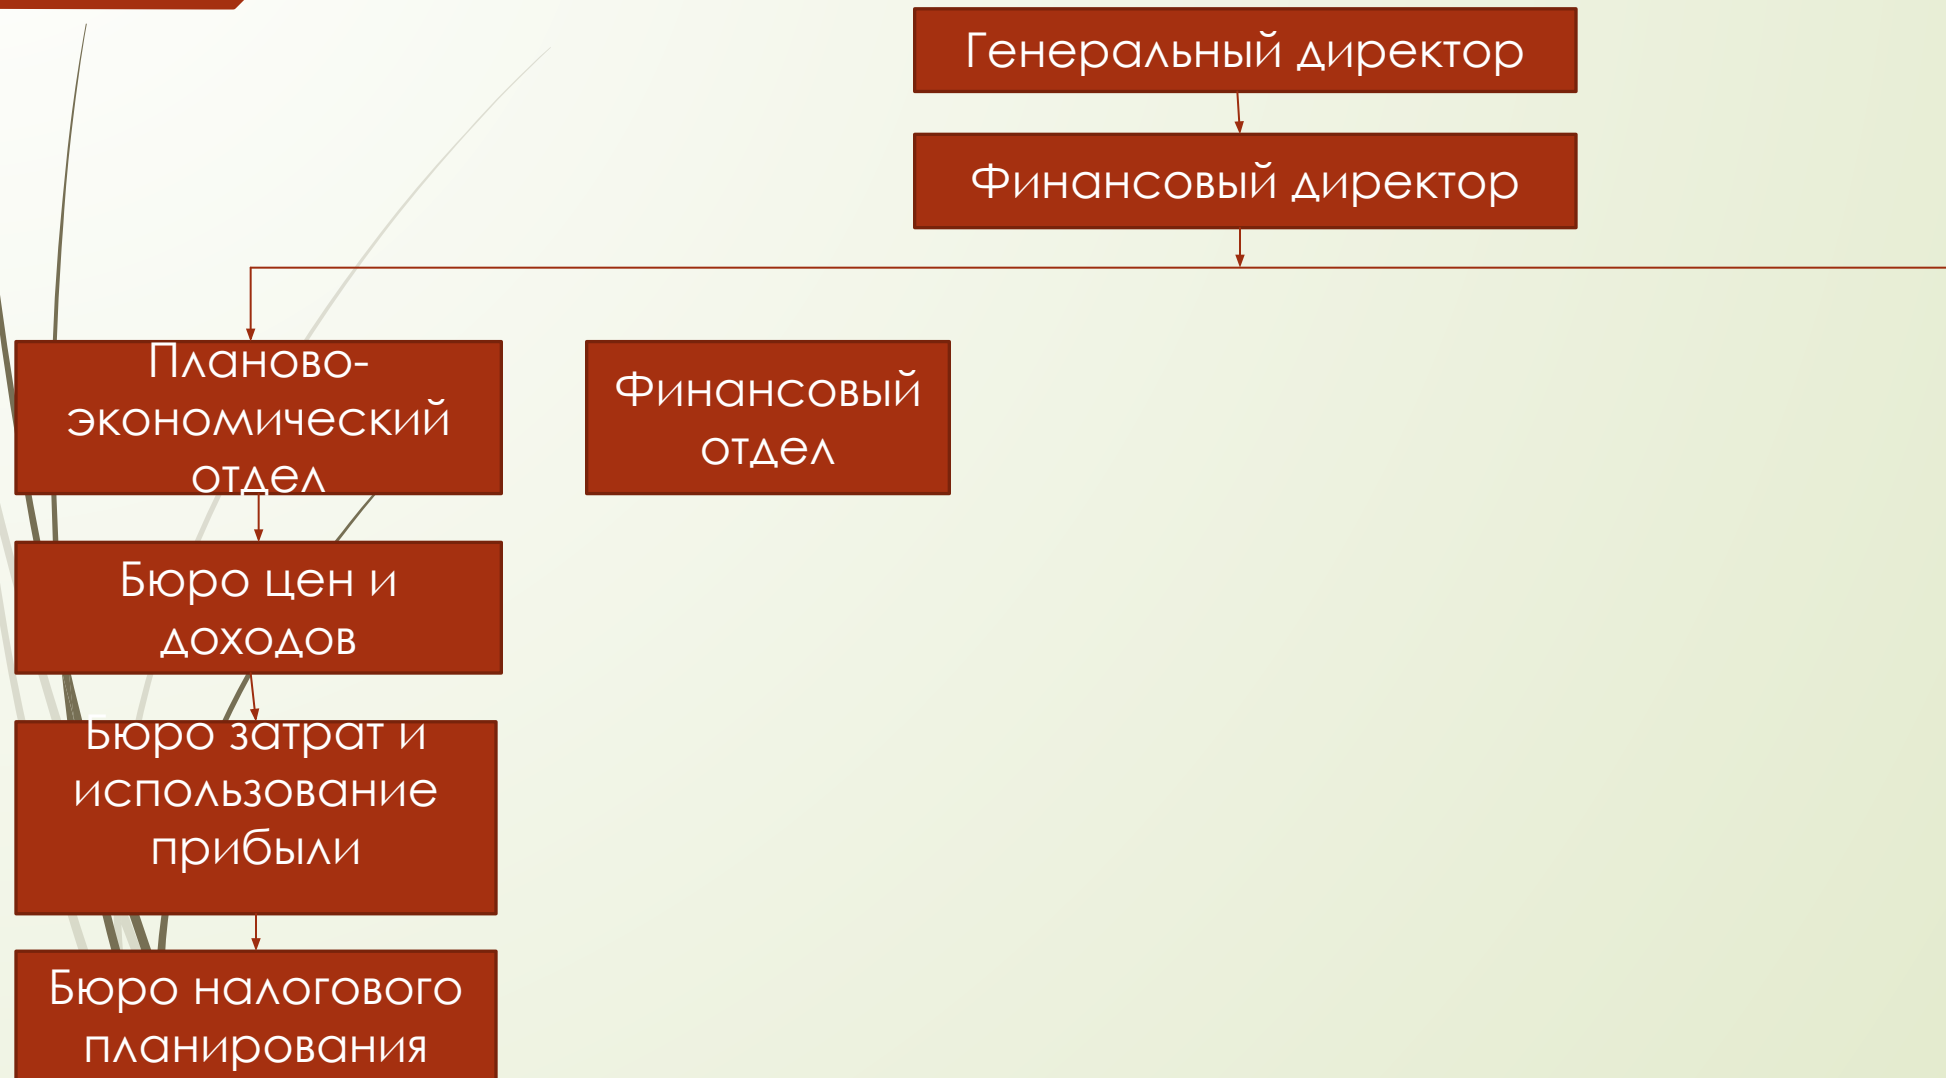 Генеральный директор
Финансовый директор
Планово-
экономический
отдел
Финансовый
отдел
Бюро цен и
доходов
Бюро затрат и
использование
прибыли
Бюро налогового
планирования